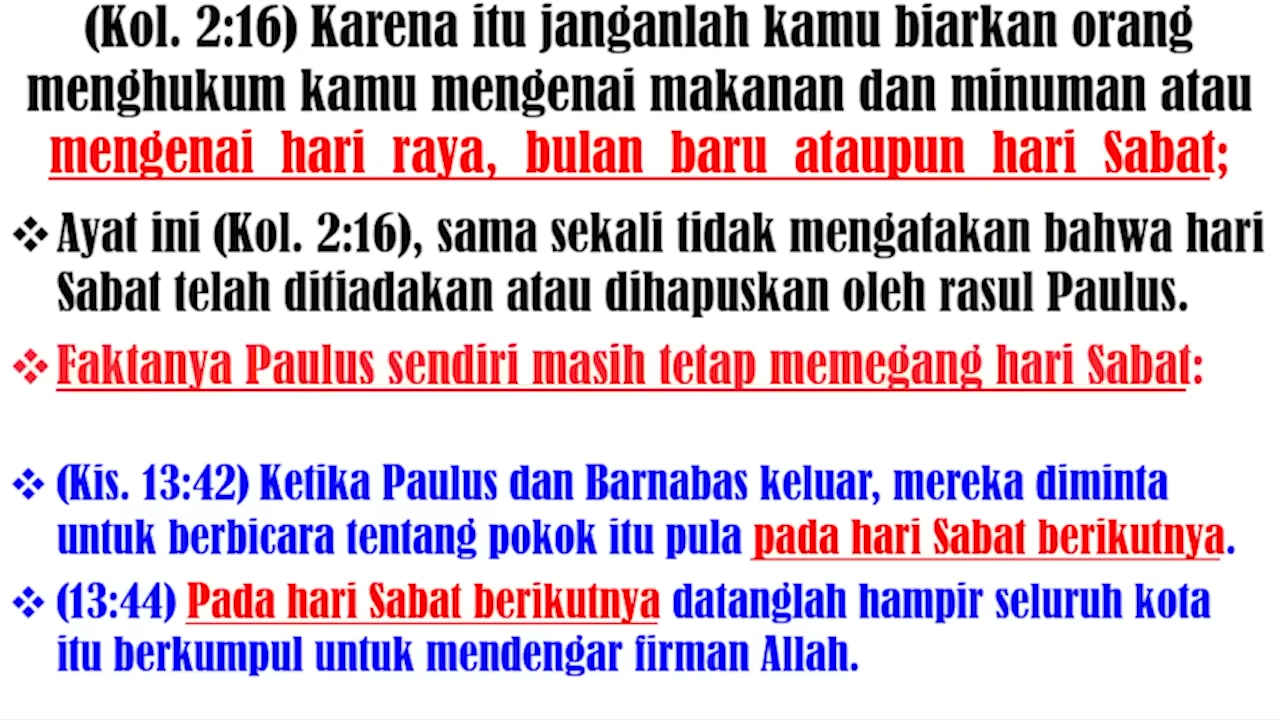 (Kol. 2:16) Karena itu janganlah kamu biarkan orang
menghukum kamu mengenai makanan dan minuman atau
mengenai hari raya, bulan baru ataupun hari Sabat;
❖ Ayat ini (Kol. 2:16), sama sekali tidak mengatakan bahwa hari
Sabat telah ditiadakan atau dihapuskan oleh rasul Paulus.
❖ Faktanya Paulus sendiri masih tetap memegang hari Sabat:
❖ (Kis. 13:42) Ketika Paulus dan Barnabas keluar, mereka diminta
untuk berbicara tentang pokok itu pula pada hari Sabat berikutnya.
❖ (13:44) Pada hari Sabat berikutnya datanglah hampir seluruh kota
itu berkumpul untuk mendengar firman Allah.